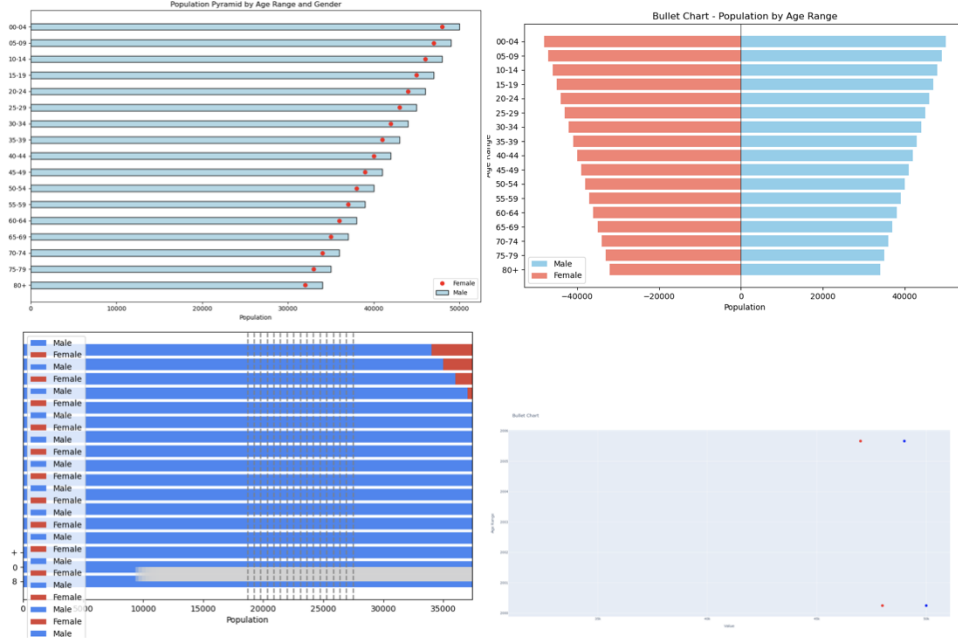 Population Pyramid by Age Range and Gender
00-04
05-09
10-14
15-19
20-24
25-29
30-34
35-39
40-44
45-49
50-54
55-59
60-64
65-69
70-74
75-79
80+
Female
Male
0 10000 20000 30000 40000 50000
Population
Bullet Chart - Population by Age Range
00-04
05-09
10-14
15-19
20-24
25-29
30-34
35-39
40-44
45-49
50-54
55-59
60-64
65-69
70-74
75-79
80+
Male
Female
−40000 −20000 0 20000 40000
Population
Male
Female
Male
Female
Male
Female
Male
Female
Male
Female
Male
Female
Male
Female
Male
Female
Male
Female
Male
Female
Male
Female
Male
Female
Male
+
0
8
10000 15000 20000 25000 30000 35000
Population
Bullet Chart
Age Range